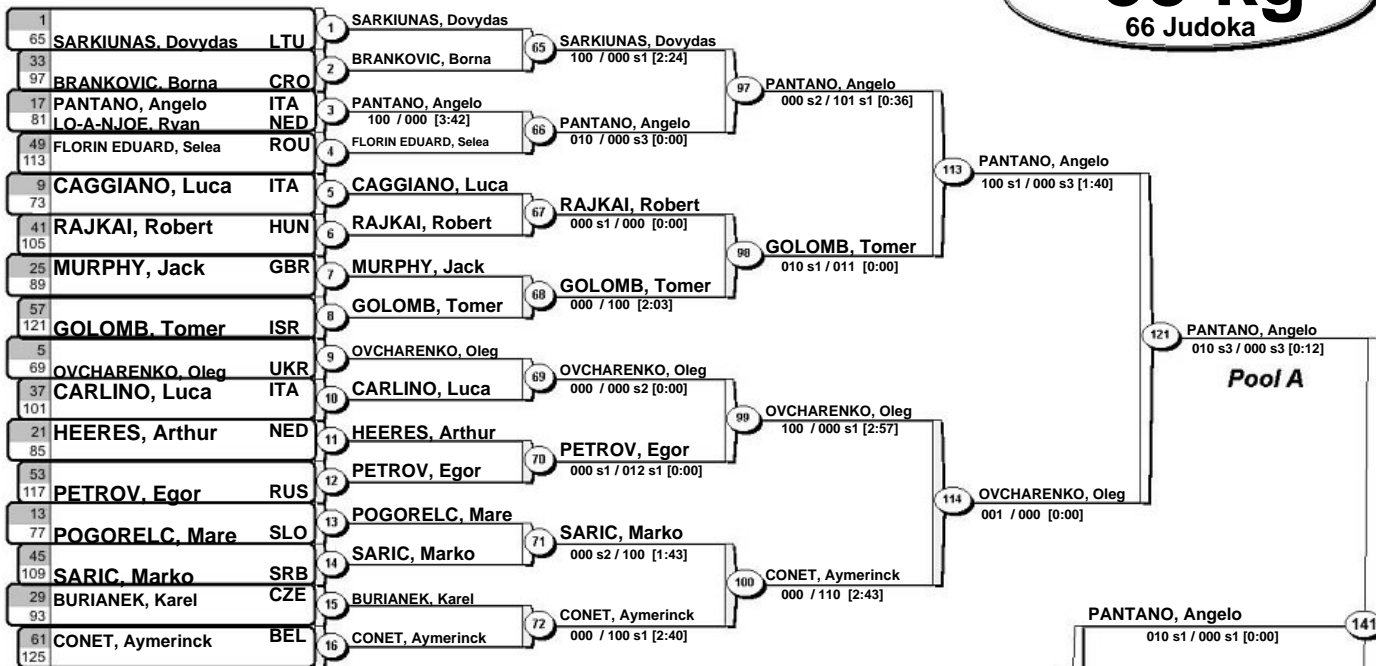 66 Judoka
1
65 SARKIUNAS, Dovydas LTU
33
97 BRANKOVIC, Borna CRO
17 PANTANO, Angelo ITA
81 LO-A-NJOE, Ryan NED
49 FLORIN EDUARD, Selea ROU
113
9 CAGGIANO, Luca ITA
73
41 RAJKAI, Robert HUN
105
25 MURPHY, Jack GBR
89
57
121 GOLOMB, Tomer ISR
5
69 OVCHARENKO, Oleg UKR
37 CARLINO, Luca ITA
101
21 HEERES, Arthur NED
85
53
117 PETROV, Egor RUS
13
77 POGORELC, Mare SLO
45
109 SARIC, Marko SRB
29 BURIANEK, Karel CZE
93
61 CONET, Aymerinck BEL
125
1 SARKIUNAS, Dovydas
2 BRANKOVIC, Borna
3 PANTANO, Angelo
100 / 000 [3:42]
4 FLORIN EDUARD, Selea
5 CAGGIANO, Luca
6 RAJKAI, Robert
7 MURPHY, Jack
8 GOLOMB, Tomer
9 OVCHARENKO, Oleg
10 CARLINO, Luca
11 HEERES, Arthur
12 PETROV, Egor
13 POGORELC, Mare
14 SARIC, Marko
15 BURIANEK, Karel
16 CONET, Aymerinck
65 SARKIUNAS, Dovydas
100 / 000 s1 [2:24]
66 PANTANO, Angelo
010 / 000 s3 [0:00]
67 RAJKAI, Robert
000 s1 / 000 [0:00]
68 GOLOMB, Tomer
000 / 100 [2:03]
69 OVCHARENKO, Oleg
000 / 000 s2 [0:00]
70 PETROV, Egor
000 s1 / 012 s1 [0:00]
71 SARIC, Marko
000 s2 / 100 [1:43]
72 CONET, Aymerinck
000 / 100 s1 [2:40]
97 PANTANO, Angelo
000 s2 / 101 s1 [0:36]
98 GOLOMB, Tomer
010 s1 / 011 [0:00]
99 OVCHARENKO, Oleg
100 / 000 s1 [2:57]
100 CONET, Aymerinck
000 / 110 [2:43]
113 PANTANO, Angelo
100 s1 / 000 s3 [1:40]
114 OVCHARENKO, Oleg
001 / 000 [0:00]
121 PANTANO, Angelo
010 s3 / 000 s3 [0:12]
Pool A
PANTANO, Angelo 141
010 s1 / 000 s1 [0:00]